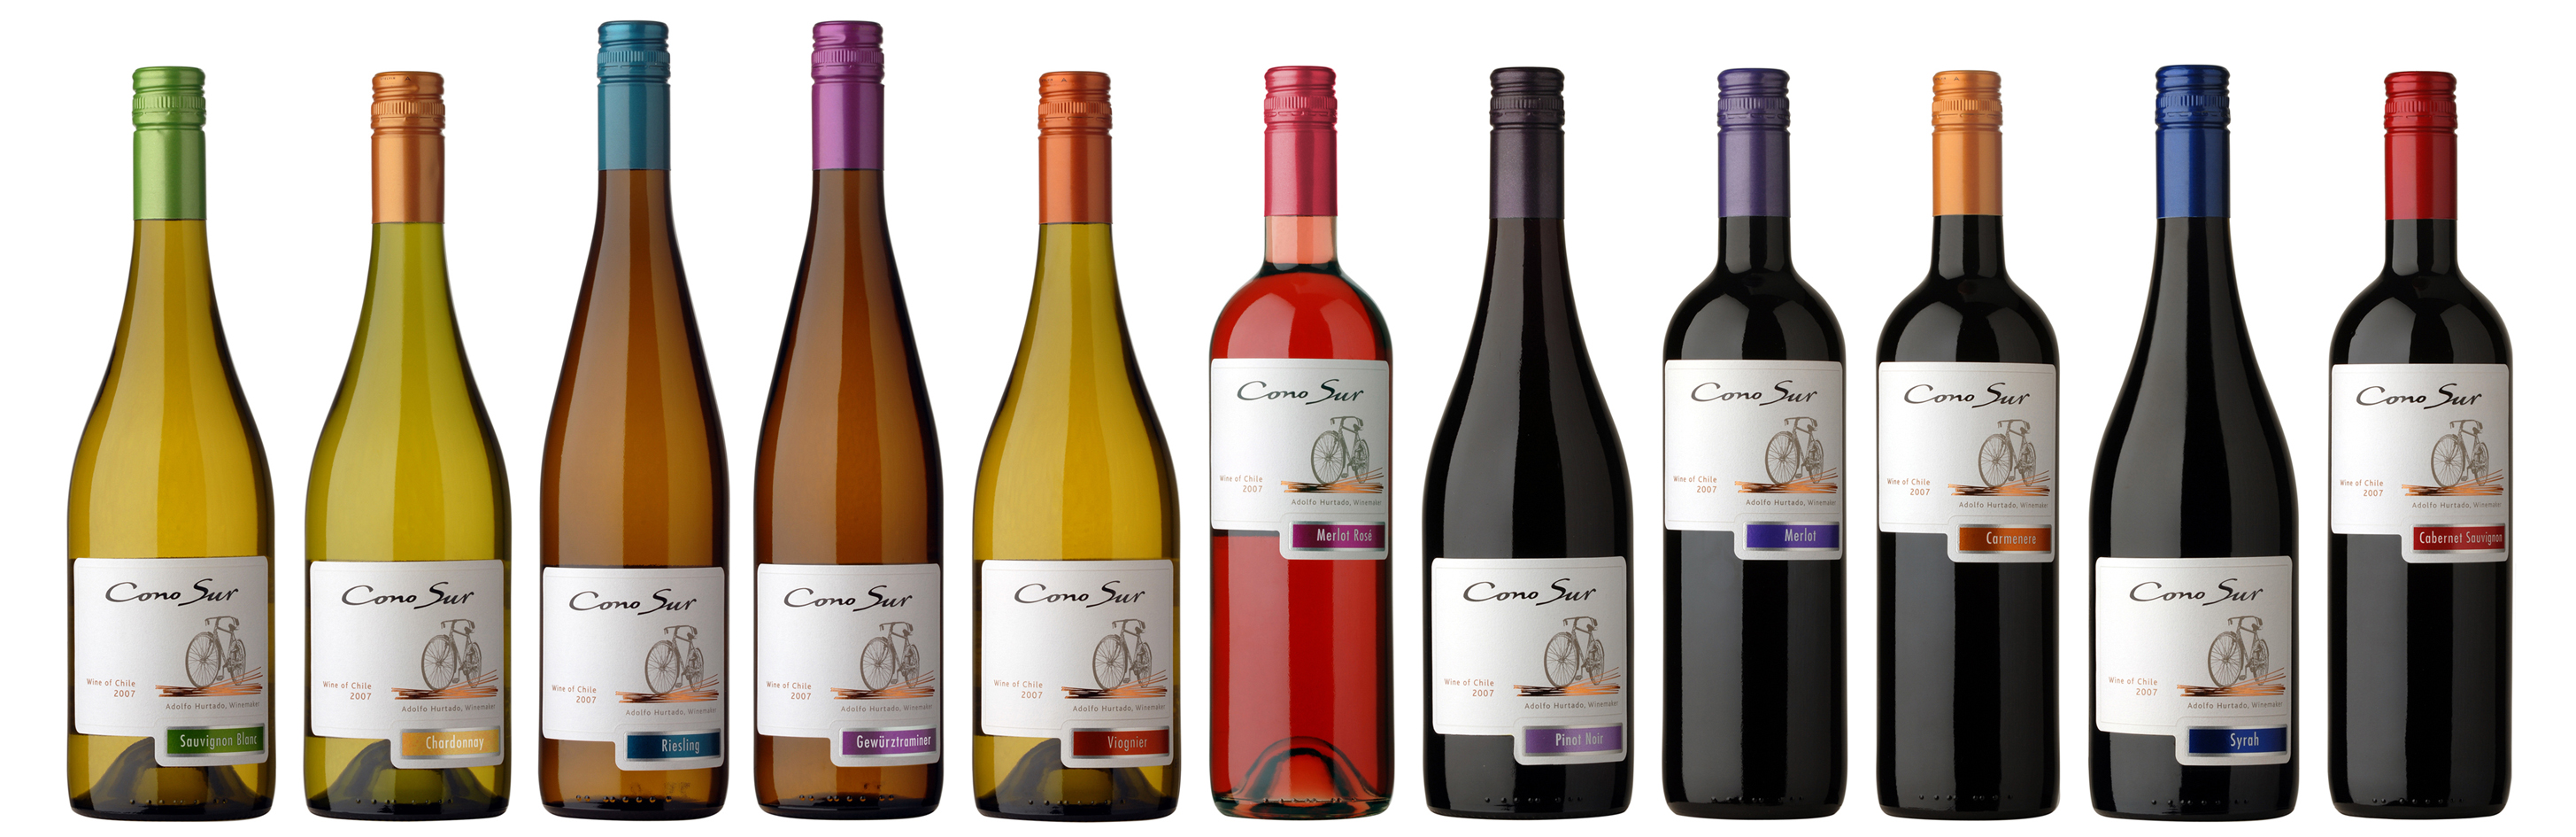 Cono Sur
Wine of Chile
2007
Adolfo Hurtado, Winemaker
Sauvignon Blanc
Cono Sur
Wine of Chile
2007
Adolfo Hurtado, Winemaker
Chardonnay
Cono Sur
Wine of Chile
2007
Adolfo Hurtado, Winemaker
Riesling
Cono Sur
Wine of Chile
2007
Adolfo Hurtado, Winemaker
Gewürztraminer
Cono Sur
Wine of Chile
2007
Adolfo Hurtado, Winemaker
Viognier
Cono Sur
Wine of Chile
2007
Adolfo Hurtado, Winemaker
Merlot Rosé
Cono Sur
Wine of Chile
2007
Adolfo Hurtado, Winemaker
Pinot Noir
Cono Sur
Wine of Chile
2007
Adolfo Hurtado, Winemaker
Merlot
Cono Sur
Wine of Chile
2007
Adolfo Hurtado, Winemaker
Carmenere
Cono Sur
Wine of Chile
2007
Adolfo Hurtado, Winemaker
Syrah
Cono Sur
Wine of Chile
2007
Adolfo Hurtado, Winemaker
Cabernet Sauvignon